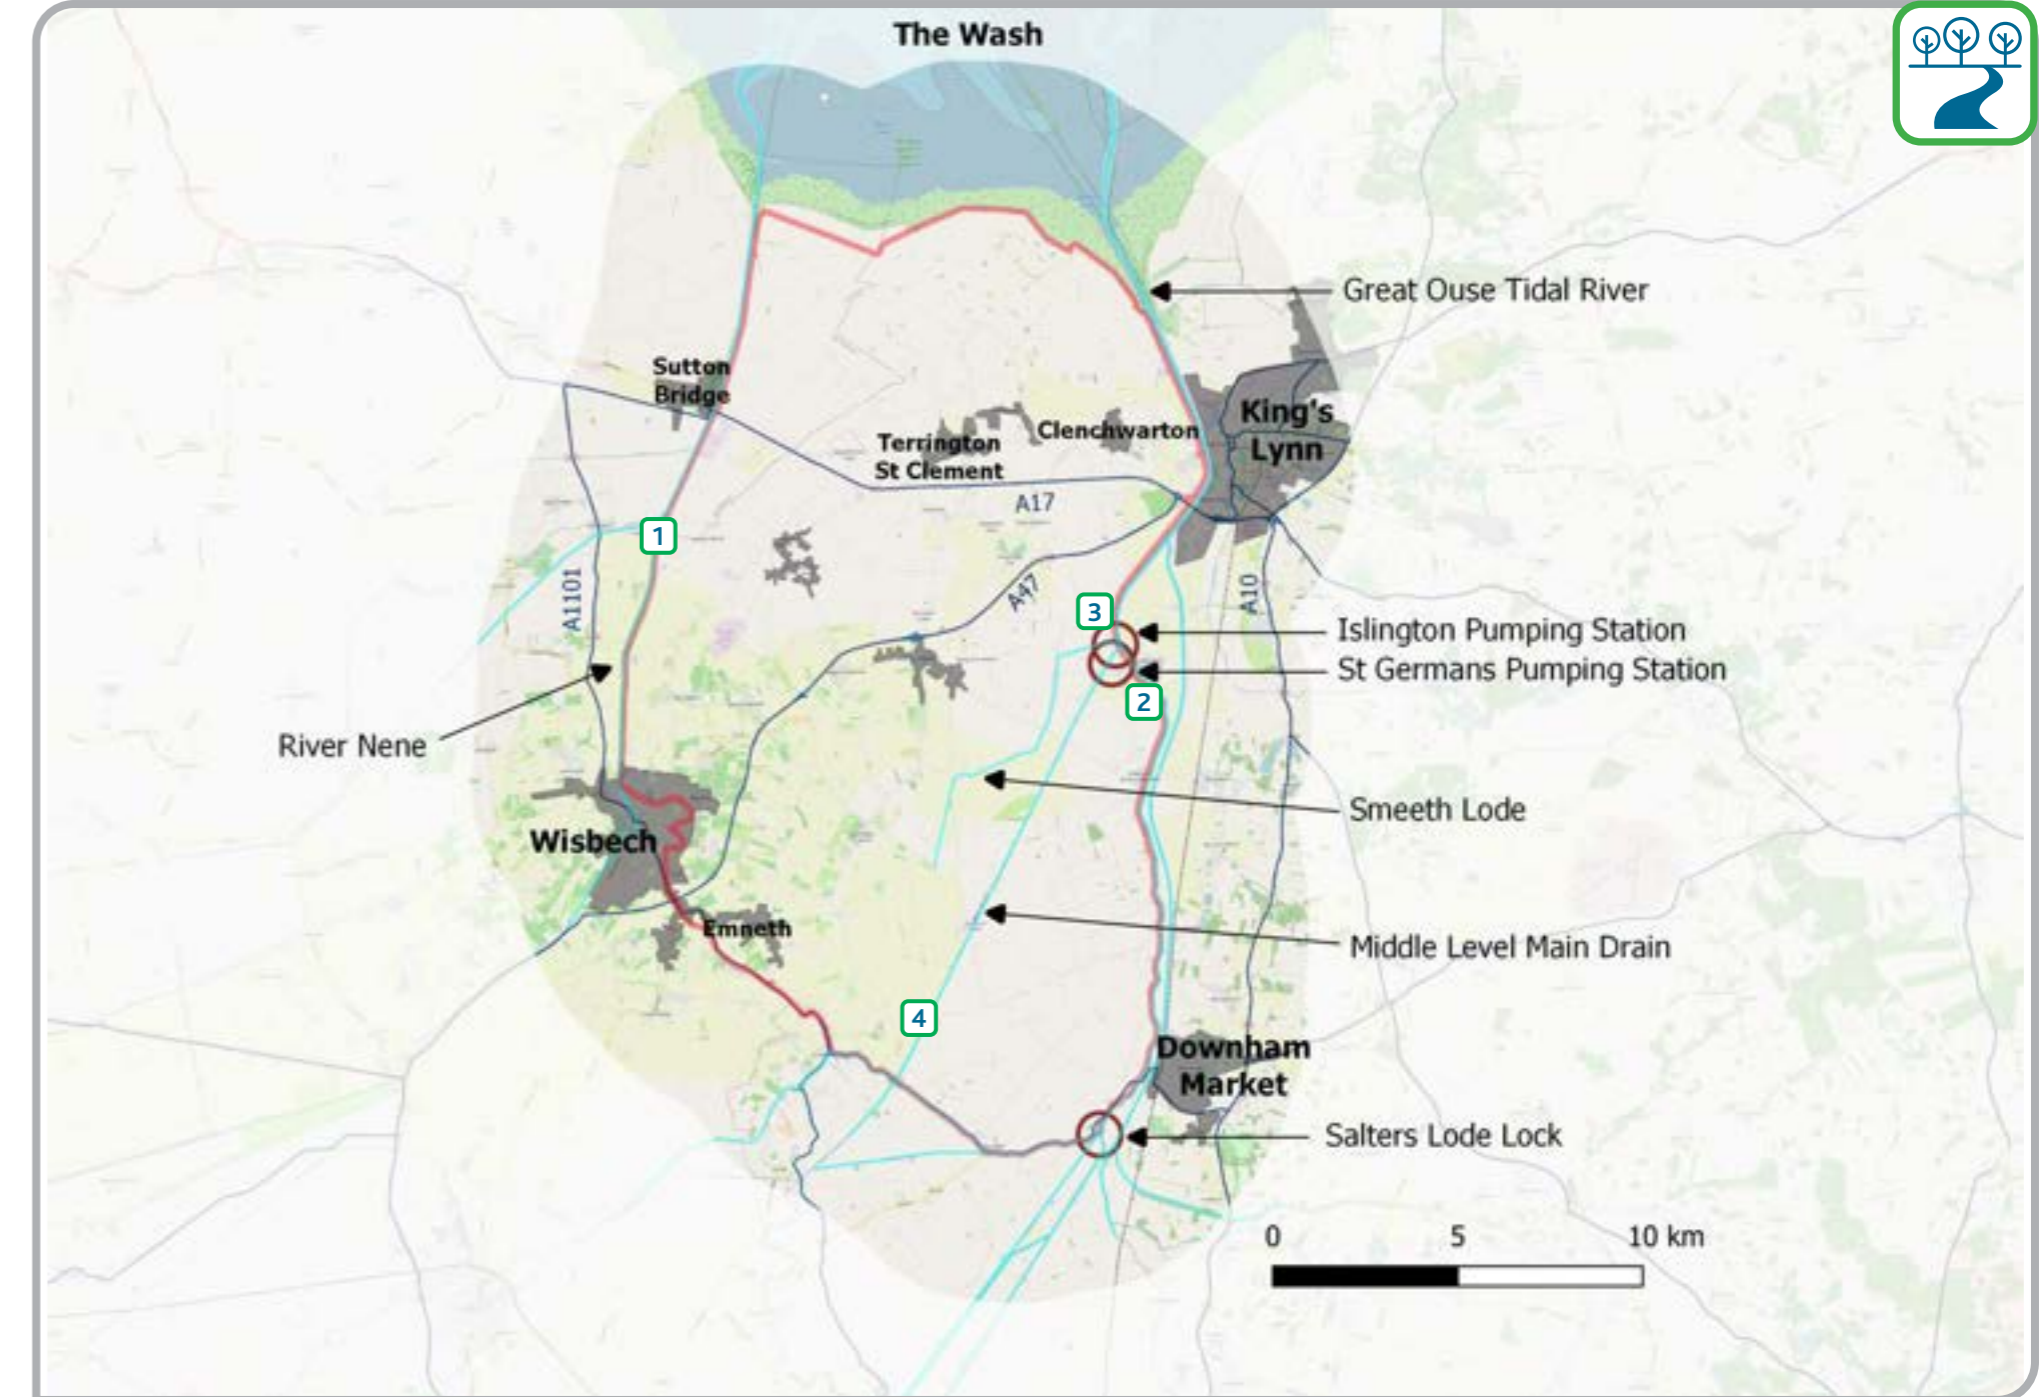 The Wash
Great Ouse Tidal River
Sutton
Bridge
King's
Lynn
Clenchwarton
Terrington
St Clement
A17
1
A1101
A47
A10
3
Islington Pumping Station
St Germans Pumping Station
2
River Nene
Smeeth Lode
Wisbech
Emneth
Middle Level Main Drain
4
Downham
Market
Salters Lode Lock
0 5 10 km